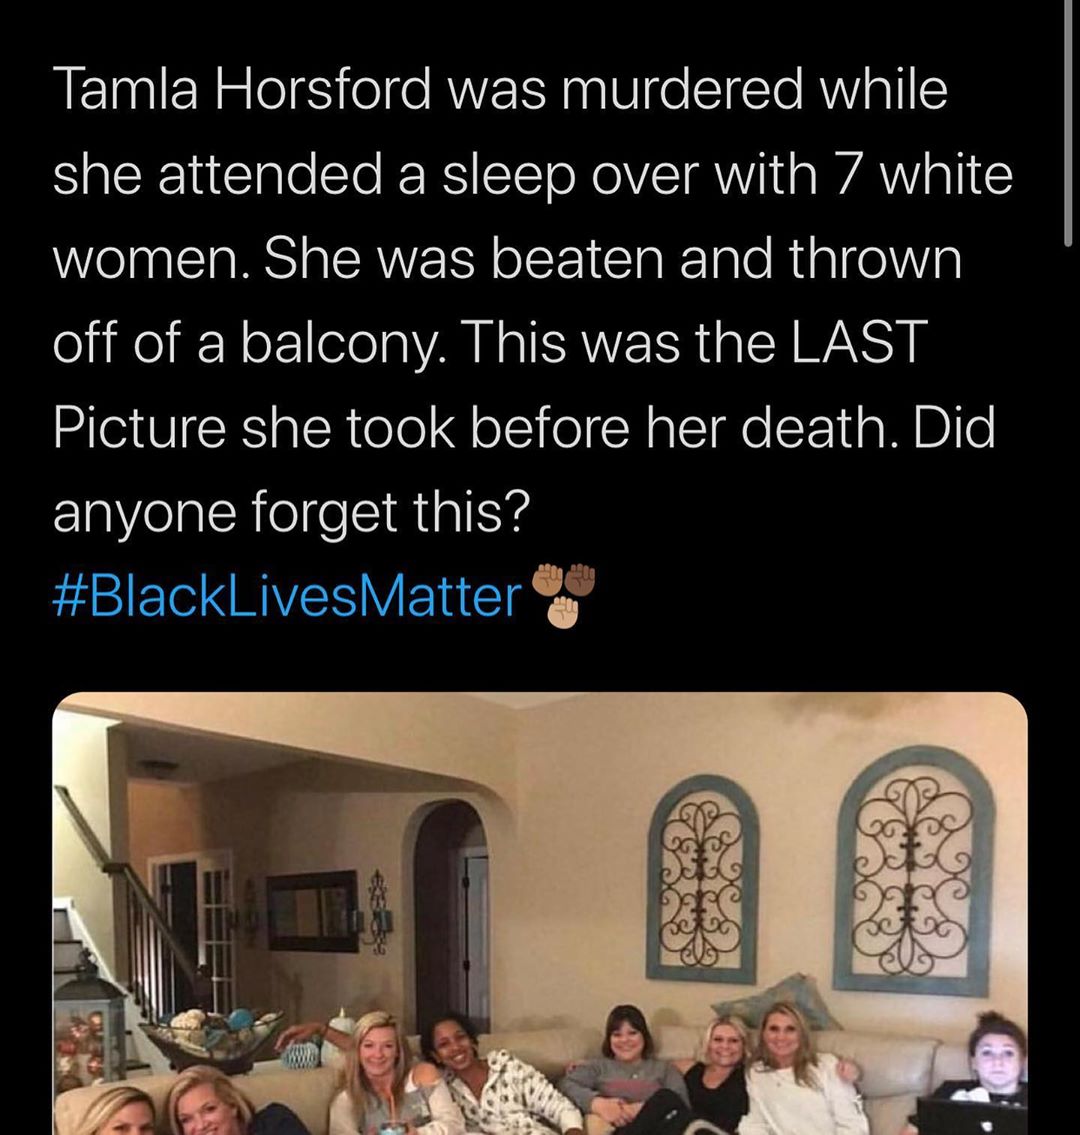 Tamla Horsford was murdered while
she attended a sleep over with 7 white
women. She was beaten and thrown
off of a balcony. This was the LAST
Picture she took before her death. Did
anyone forget this?
#BlackLivesMatter✊🏽✊🏾✊🏼